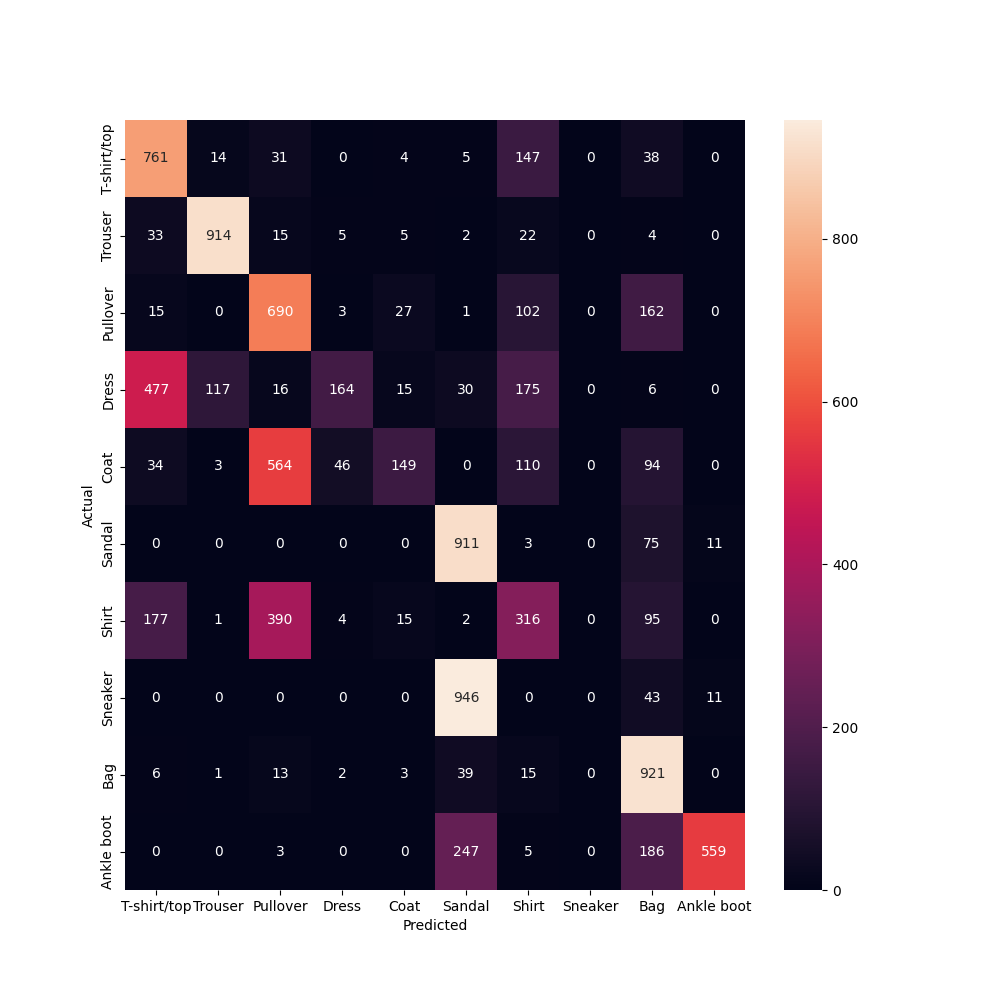 T-shirt/top 761 14 31 0 4 5 147 0 38 0
Trouser 33 914 15 5 5 2 22 0 4 0
800
Pullover 15 0 690 3 27 1 102 0 162 0
Dress 477 117 16 164 15 30 175 0 6 0
600
Coat 34 3 564 46 149 0 110 0 94 0
Actual
Sandal 0 0 0 0 0 911 3 0 75 11
400
Shirt 177 1 390 4 15 2 316 0 95 0
Sneaker 0 0 0 0 0 946 0 0 43 11
200
Bag 6 1 13 2 3 39 15 0 921 0
Ankle boot 0 0 3 0 0 247 5 0 186 559
0
T-shirt/top Trouser Pullover Dress Coat Sandal Shirt Sneaker Bag Ankle boot
Predicted